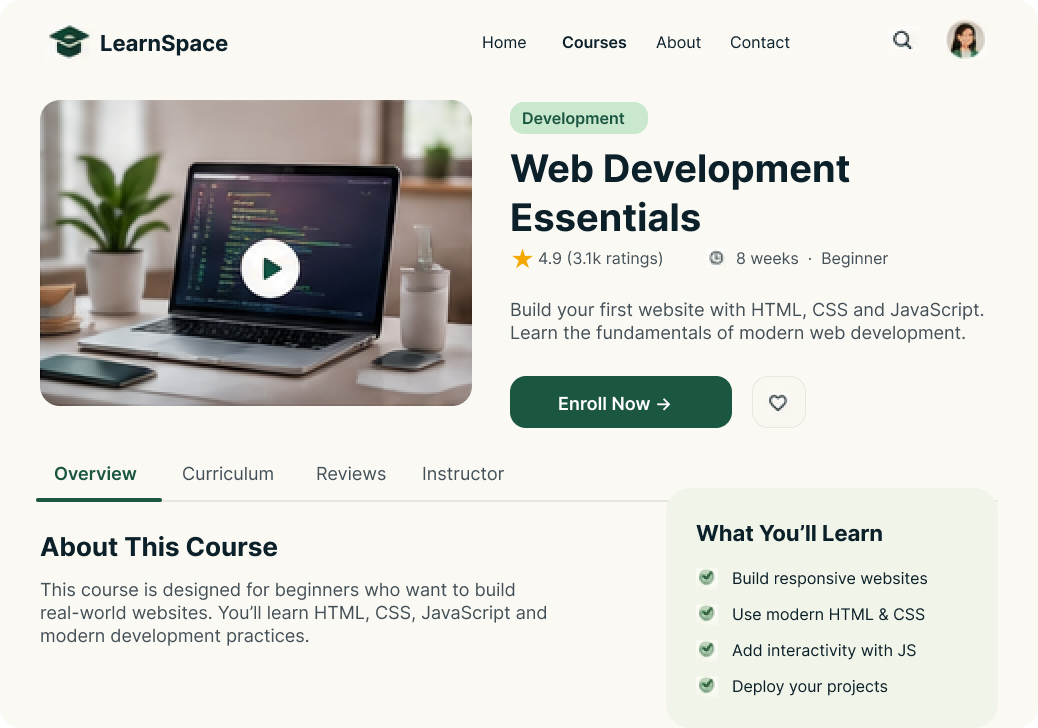 LearnSpace
Home Courses About Contact
Development
Web Development
Essentials
4.9 (3.1k ratings) 8 weeks · Beginner
Build your first website with HTML, CSS and JavaScript.
Learn the fundamentals of modern web development.
Enroll Now →
Overview Curriculum Reviews Instructor
About This Course
This course is designed for beginners who want to build
real-world websites. You’ll learn HTML, CSS, JavaScript and
modern development practices.
What You’ll Learn
Build responsive websites
Use modern HTML & CSS
Add interactivity with JS
Deploy your projects